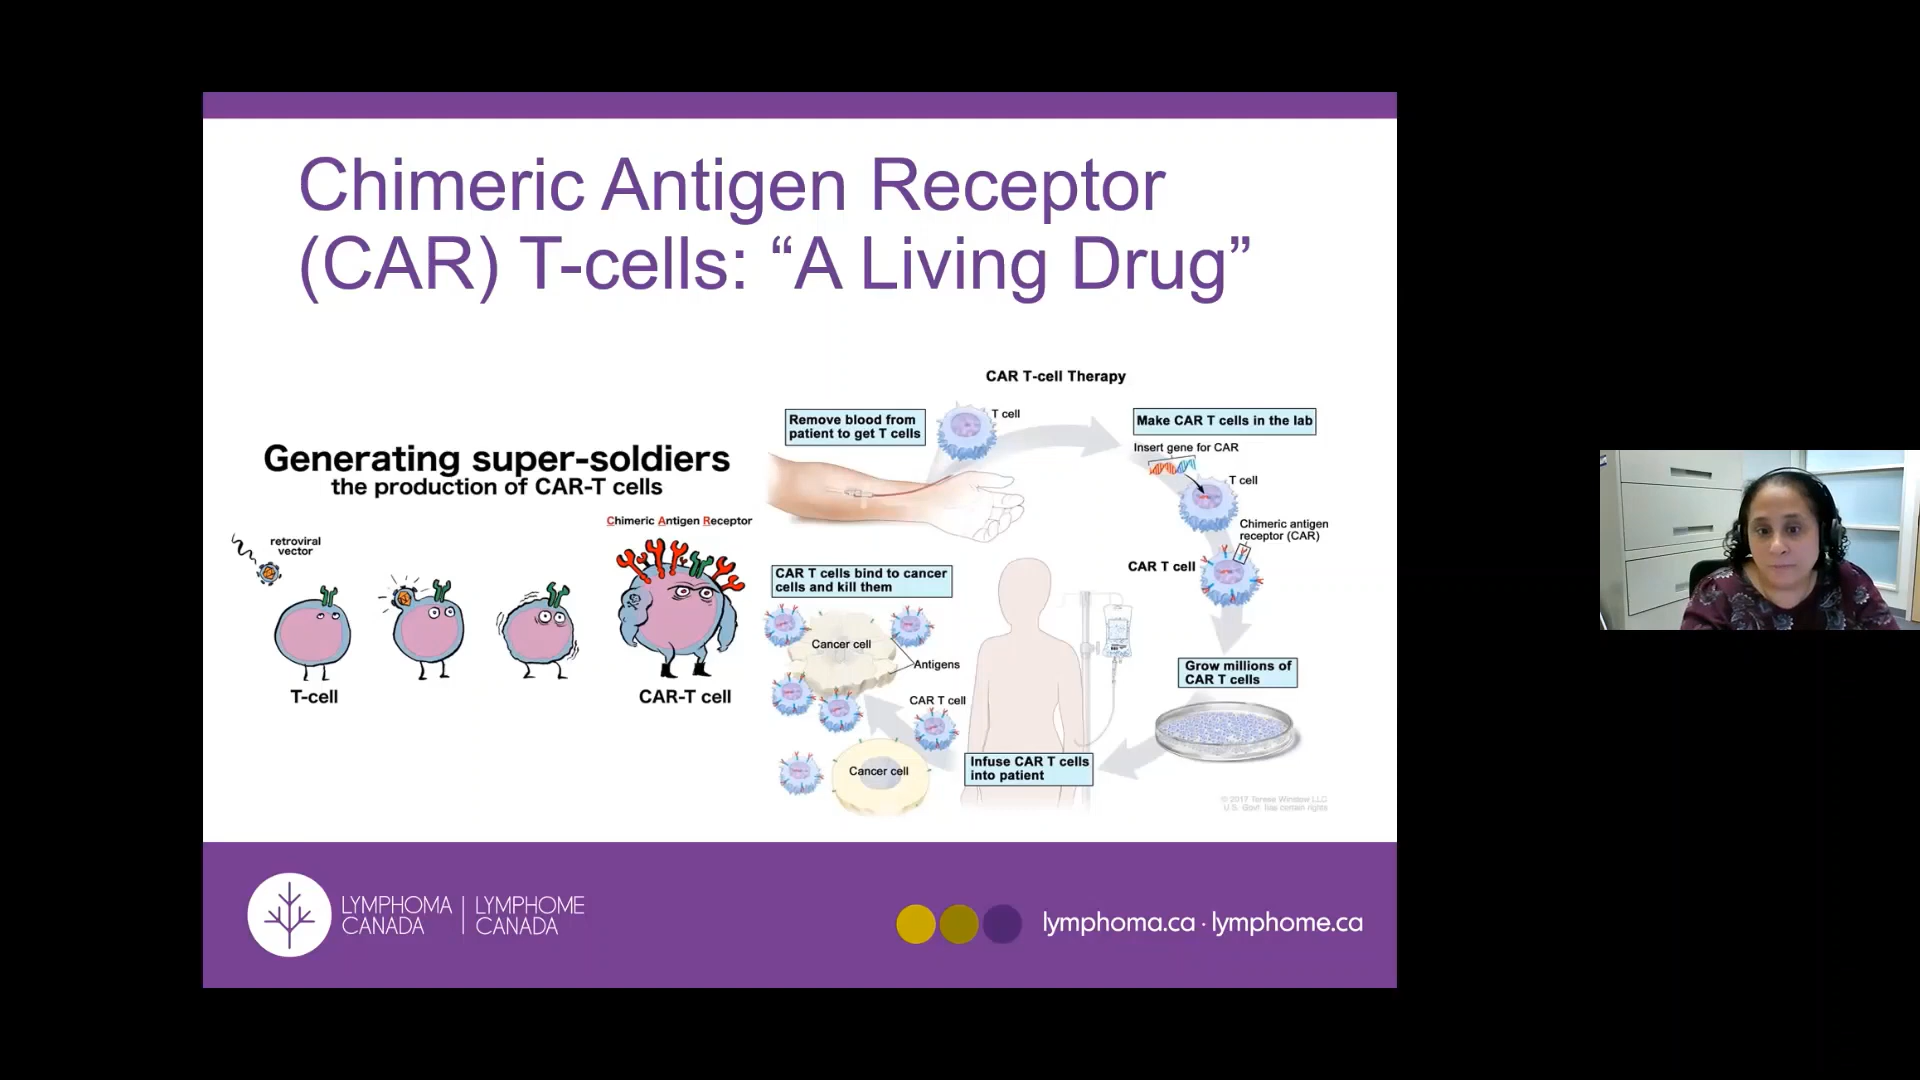 Chimeric Antigen Receptor
(CAR) T-cells: “A Living Drug”
Generating super-soldiers
the production of CAR-T cells
retroviral
vector
Chimeric Antigen Receptor
T-cell
CAR-T cell
CAR T-cell Therapy
Remove blood from
patient to get T cells
T cell
Make CAR T cells in the lab
Insert gene for CAR
T cell
Chimeric antigen
receptor (CAR)
CAR T cell
Grow millions of
CAR T cells
Infuse CAR T cells
into patient
CAR T cells bind to cancer
cells and kill them
Cancer cell
Antigens
CAR T cell
Cancer cell
© 2017 Terese Winslow LLC
U.S. Govt. has certain rights
LYMPHOMA
CANADA
LYMPHOME
CANADA
lymphoma.ca · lymphome.ca